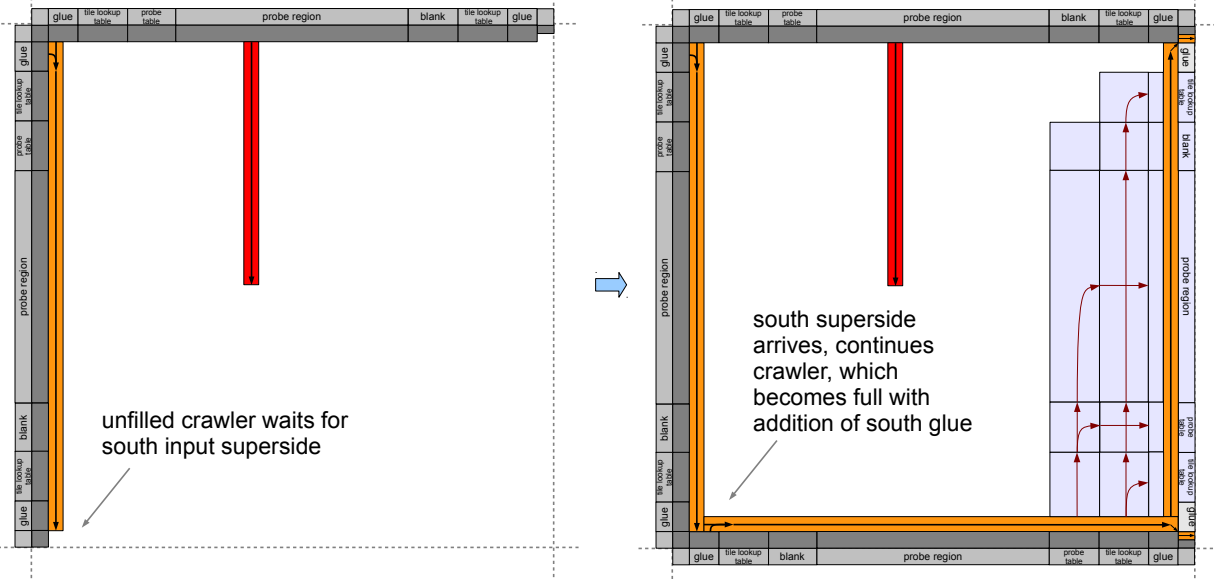 glue
tile lookup
table
probe
table
probe region
blank
tile lookup
table
glue
glue
tile lookup
table
probe
table
probe region
blank
tile lookup
table
glue
unfilled crawler waits for
south input superside
glue
tile lookup
table
probe
table
probe region
blank
tile lookup
table
glue
glue
tile lookup
table
probe
table
probe region
blank
tile lookup
table
glue
south superside
arrives, continues
crawler, which
becomes full with
addition of south glue
glue
tile lookup
table
blank
probe region
probe
table
tile lookup
table
glue
glue
tile lookup
table
blank
probe region
probe
table
tile lookup
table
glue